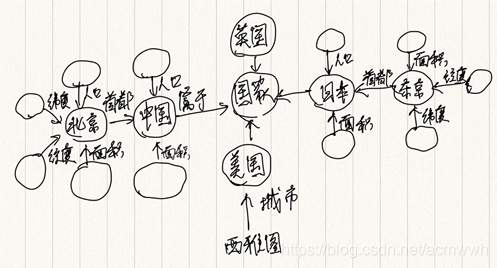 英国
人口
人口
人口
面积
纬度
首都
属于
国家
日本
首都
东京
经度
北京
中国
经度
面积
面积
面积
纬度
美国
城市
西雅图
https://blog.csdn.net/acmwwh